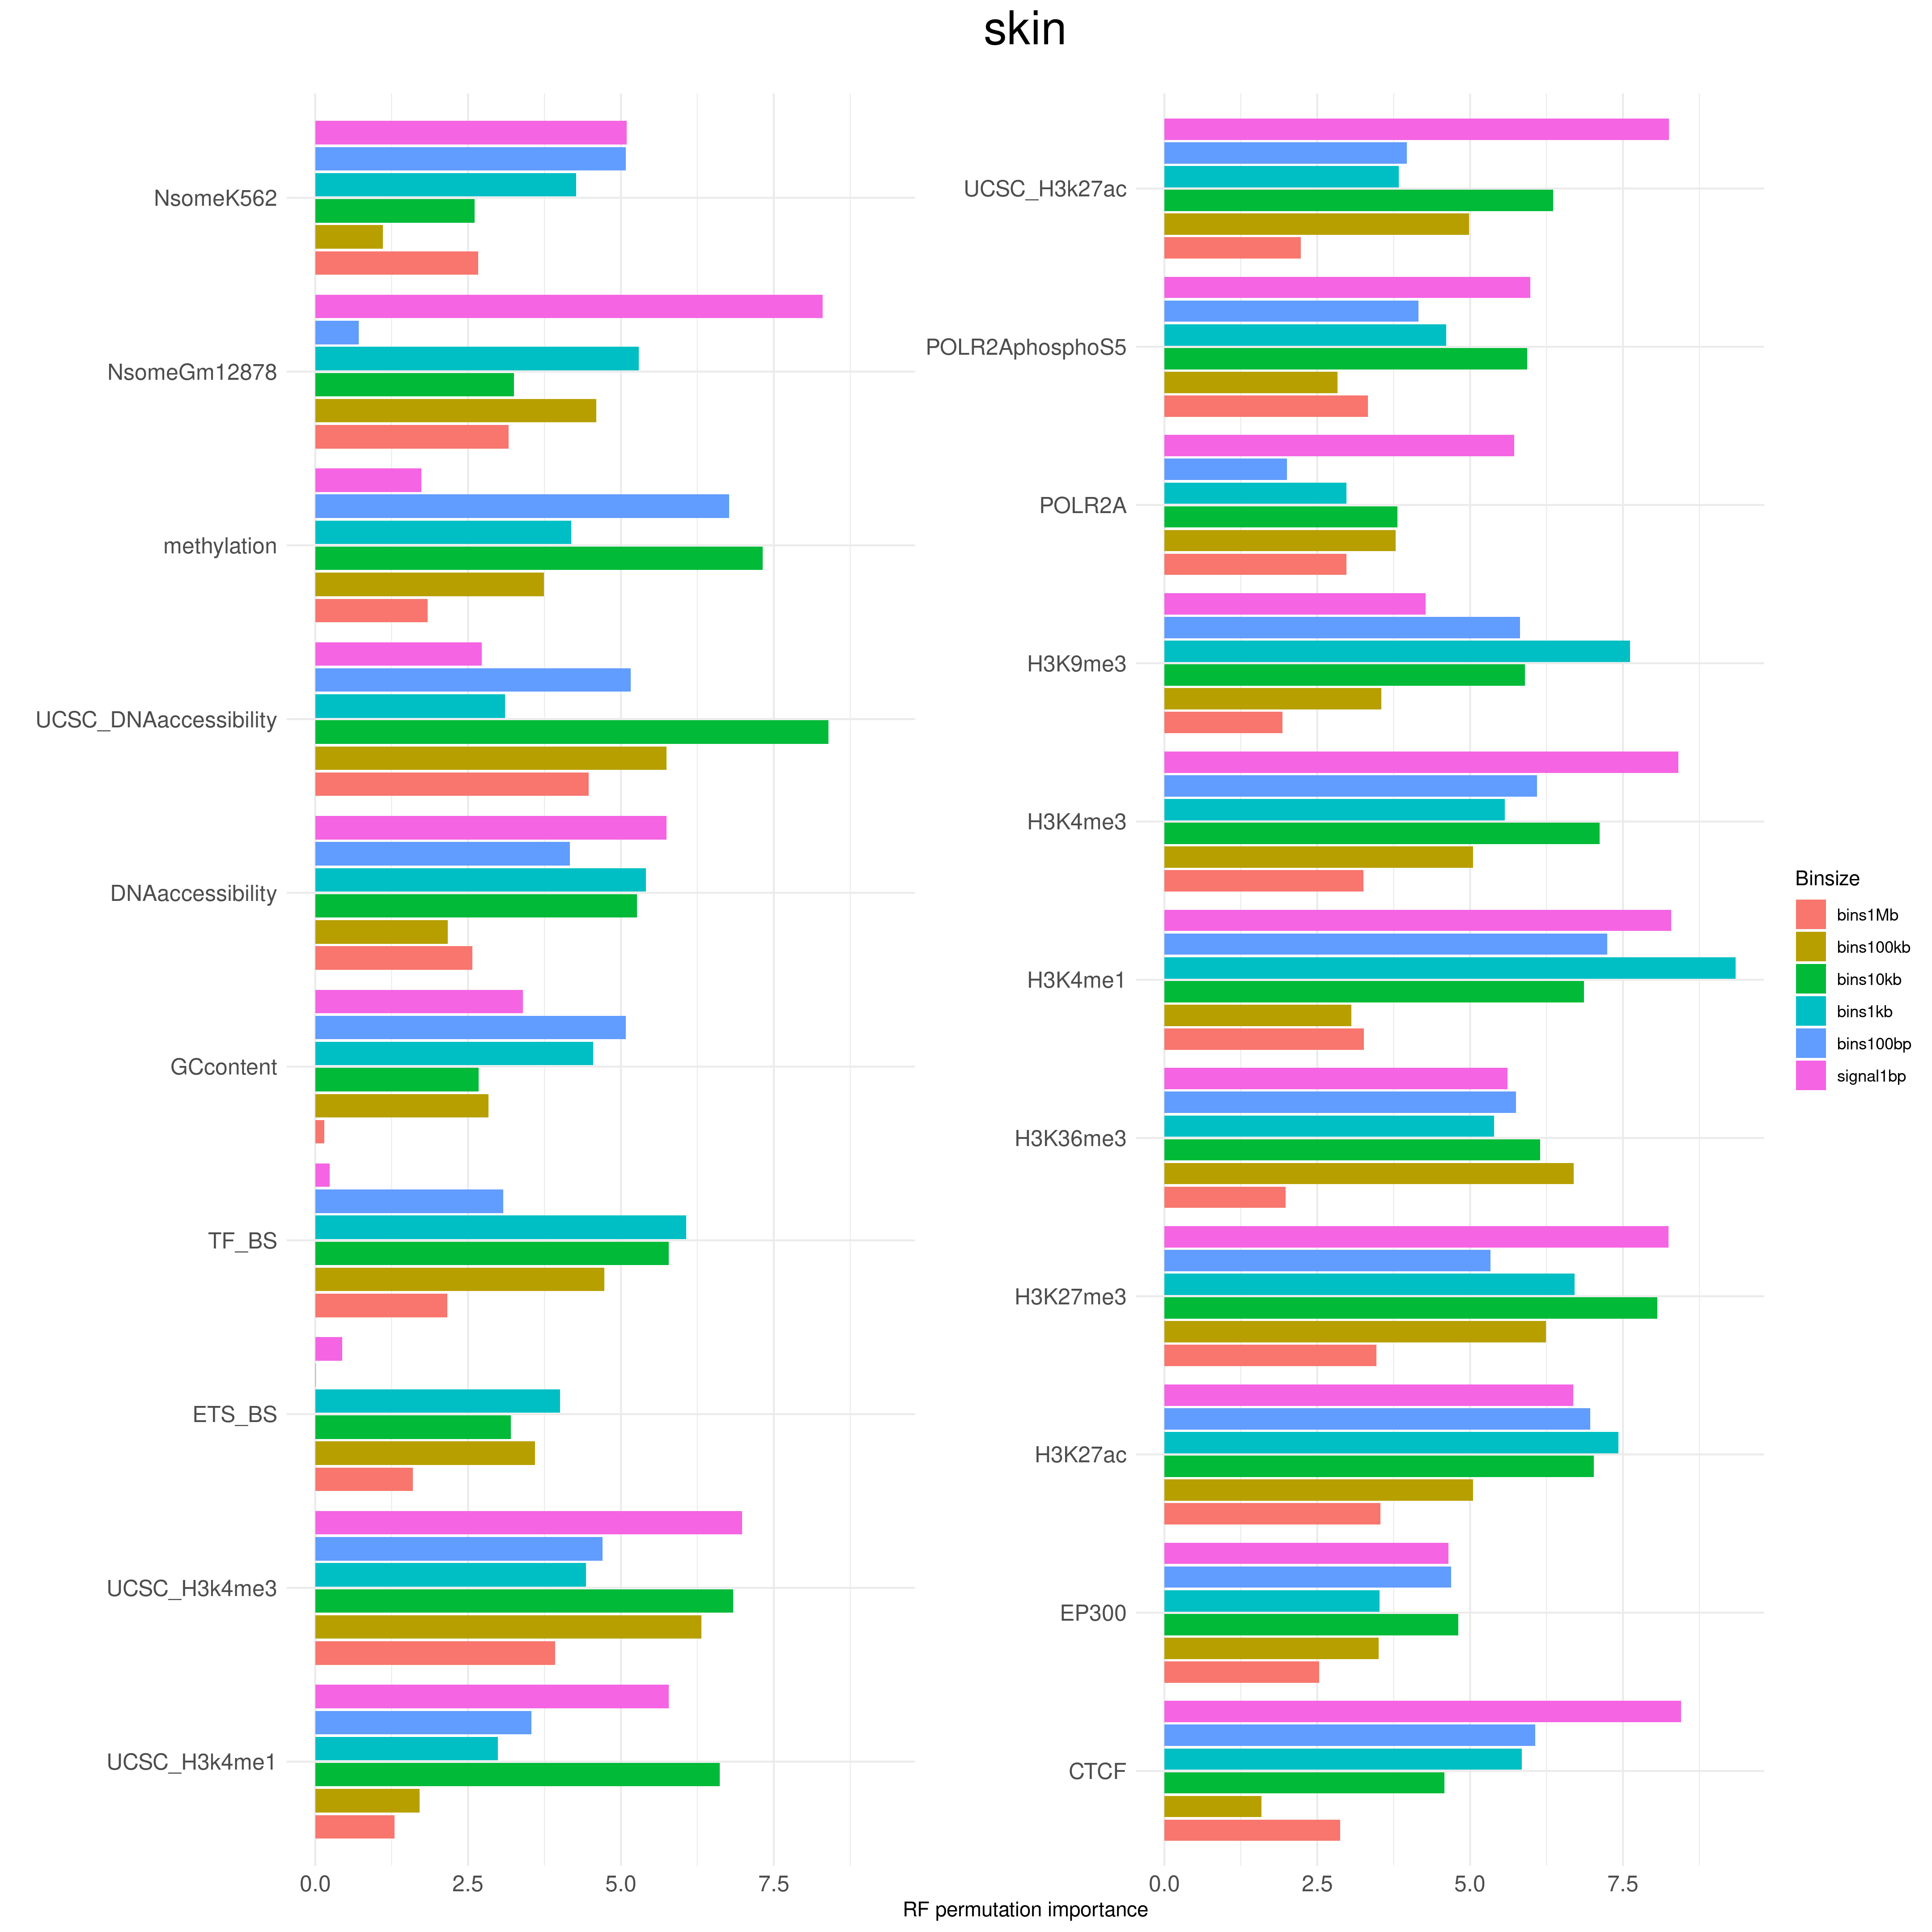 skin
NsomeK562
NsomeGm12878
methylation
UCSC_DNAaccessibility
DNAaccessibility
GCcontent
TF_BS
ETS_BS
UCSC_H3k4me3
UCSC_H3k4me1
0.0 2.5 5.0 7.5
UCSC_H3k27ac
POLR2AphosphoS5
POLR2A
H3K9me3
H3K4me3
H3K4me1
H3K36me3
H3K27me3
H3K27ac
EP300
CTCF
0.0 2.5 5.0 7.5
RF permutation importance
Binsize
bins1Mb
bins100kb
bins10kb
bins1kb
bins100bp
signal1bp